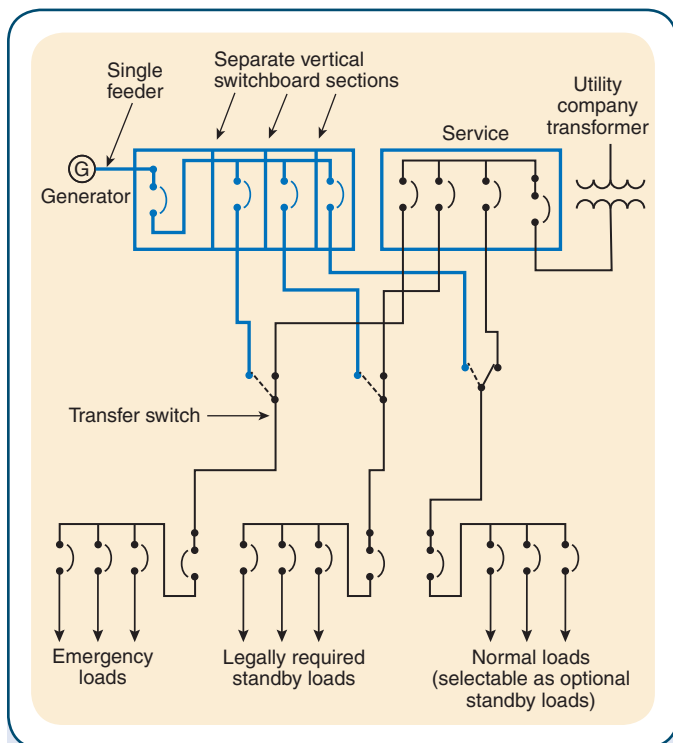 Single
feeder
Separate vertical
switchboard sections
Utility
company
transformer
Service
G
Generator
Transfer switch
Emergency
loads
Legally required
standby loads
Normal loads
(selectable as optional
standby loads)